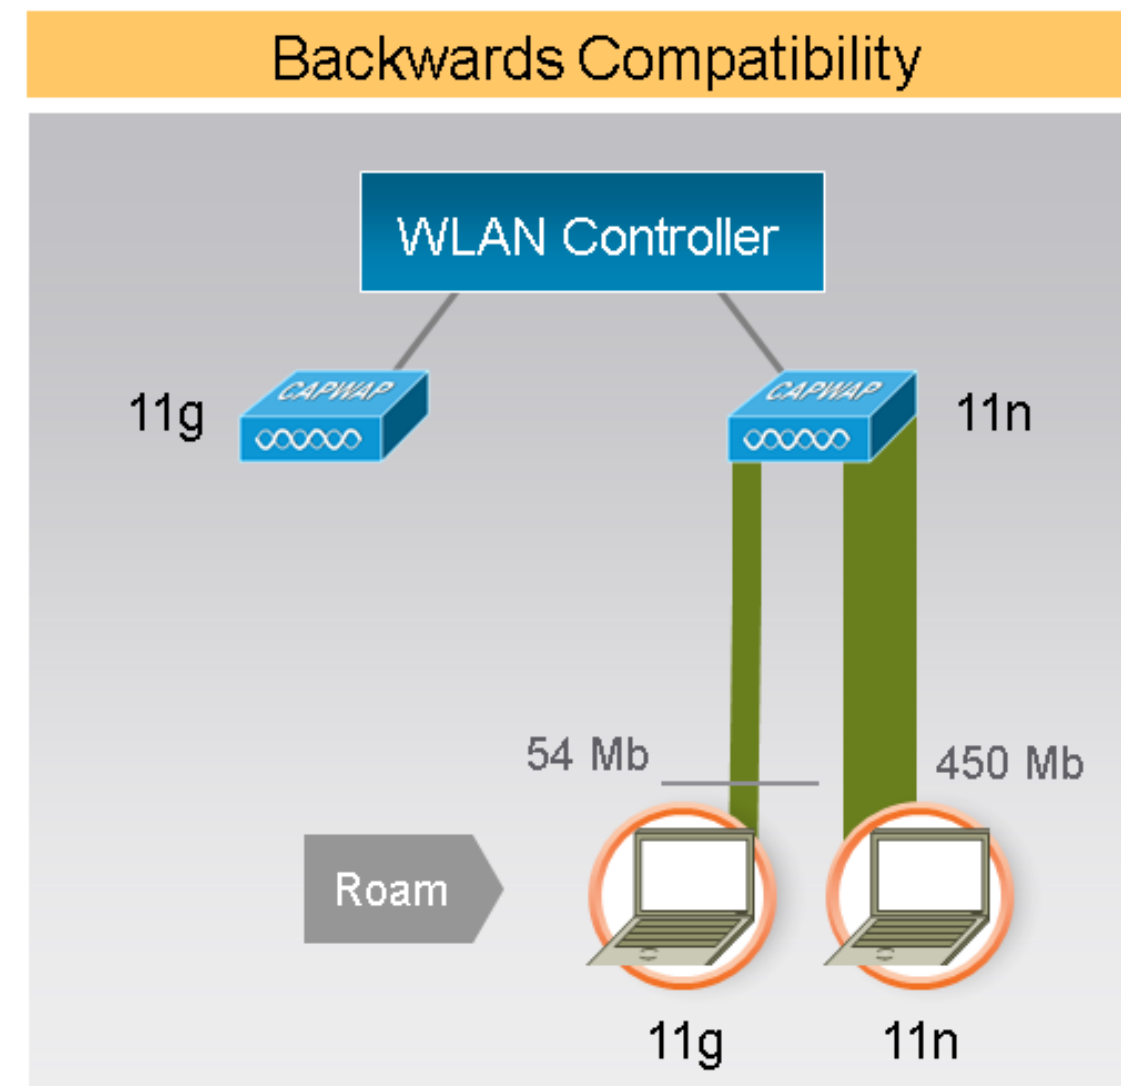 Backwards Compatibility
WLAN Controller
11g
CAPWAP
CAPWAP
11n
54 Mb
450 Mb
Roam
11g
11n